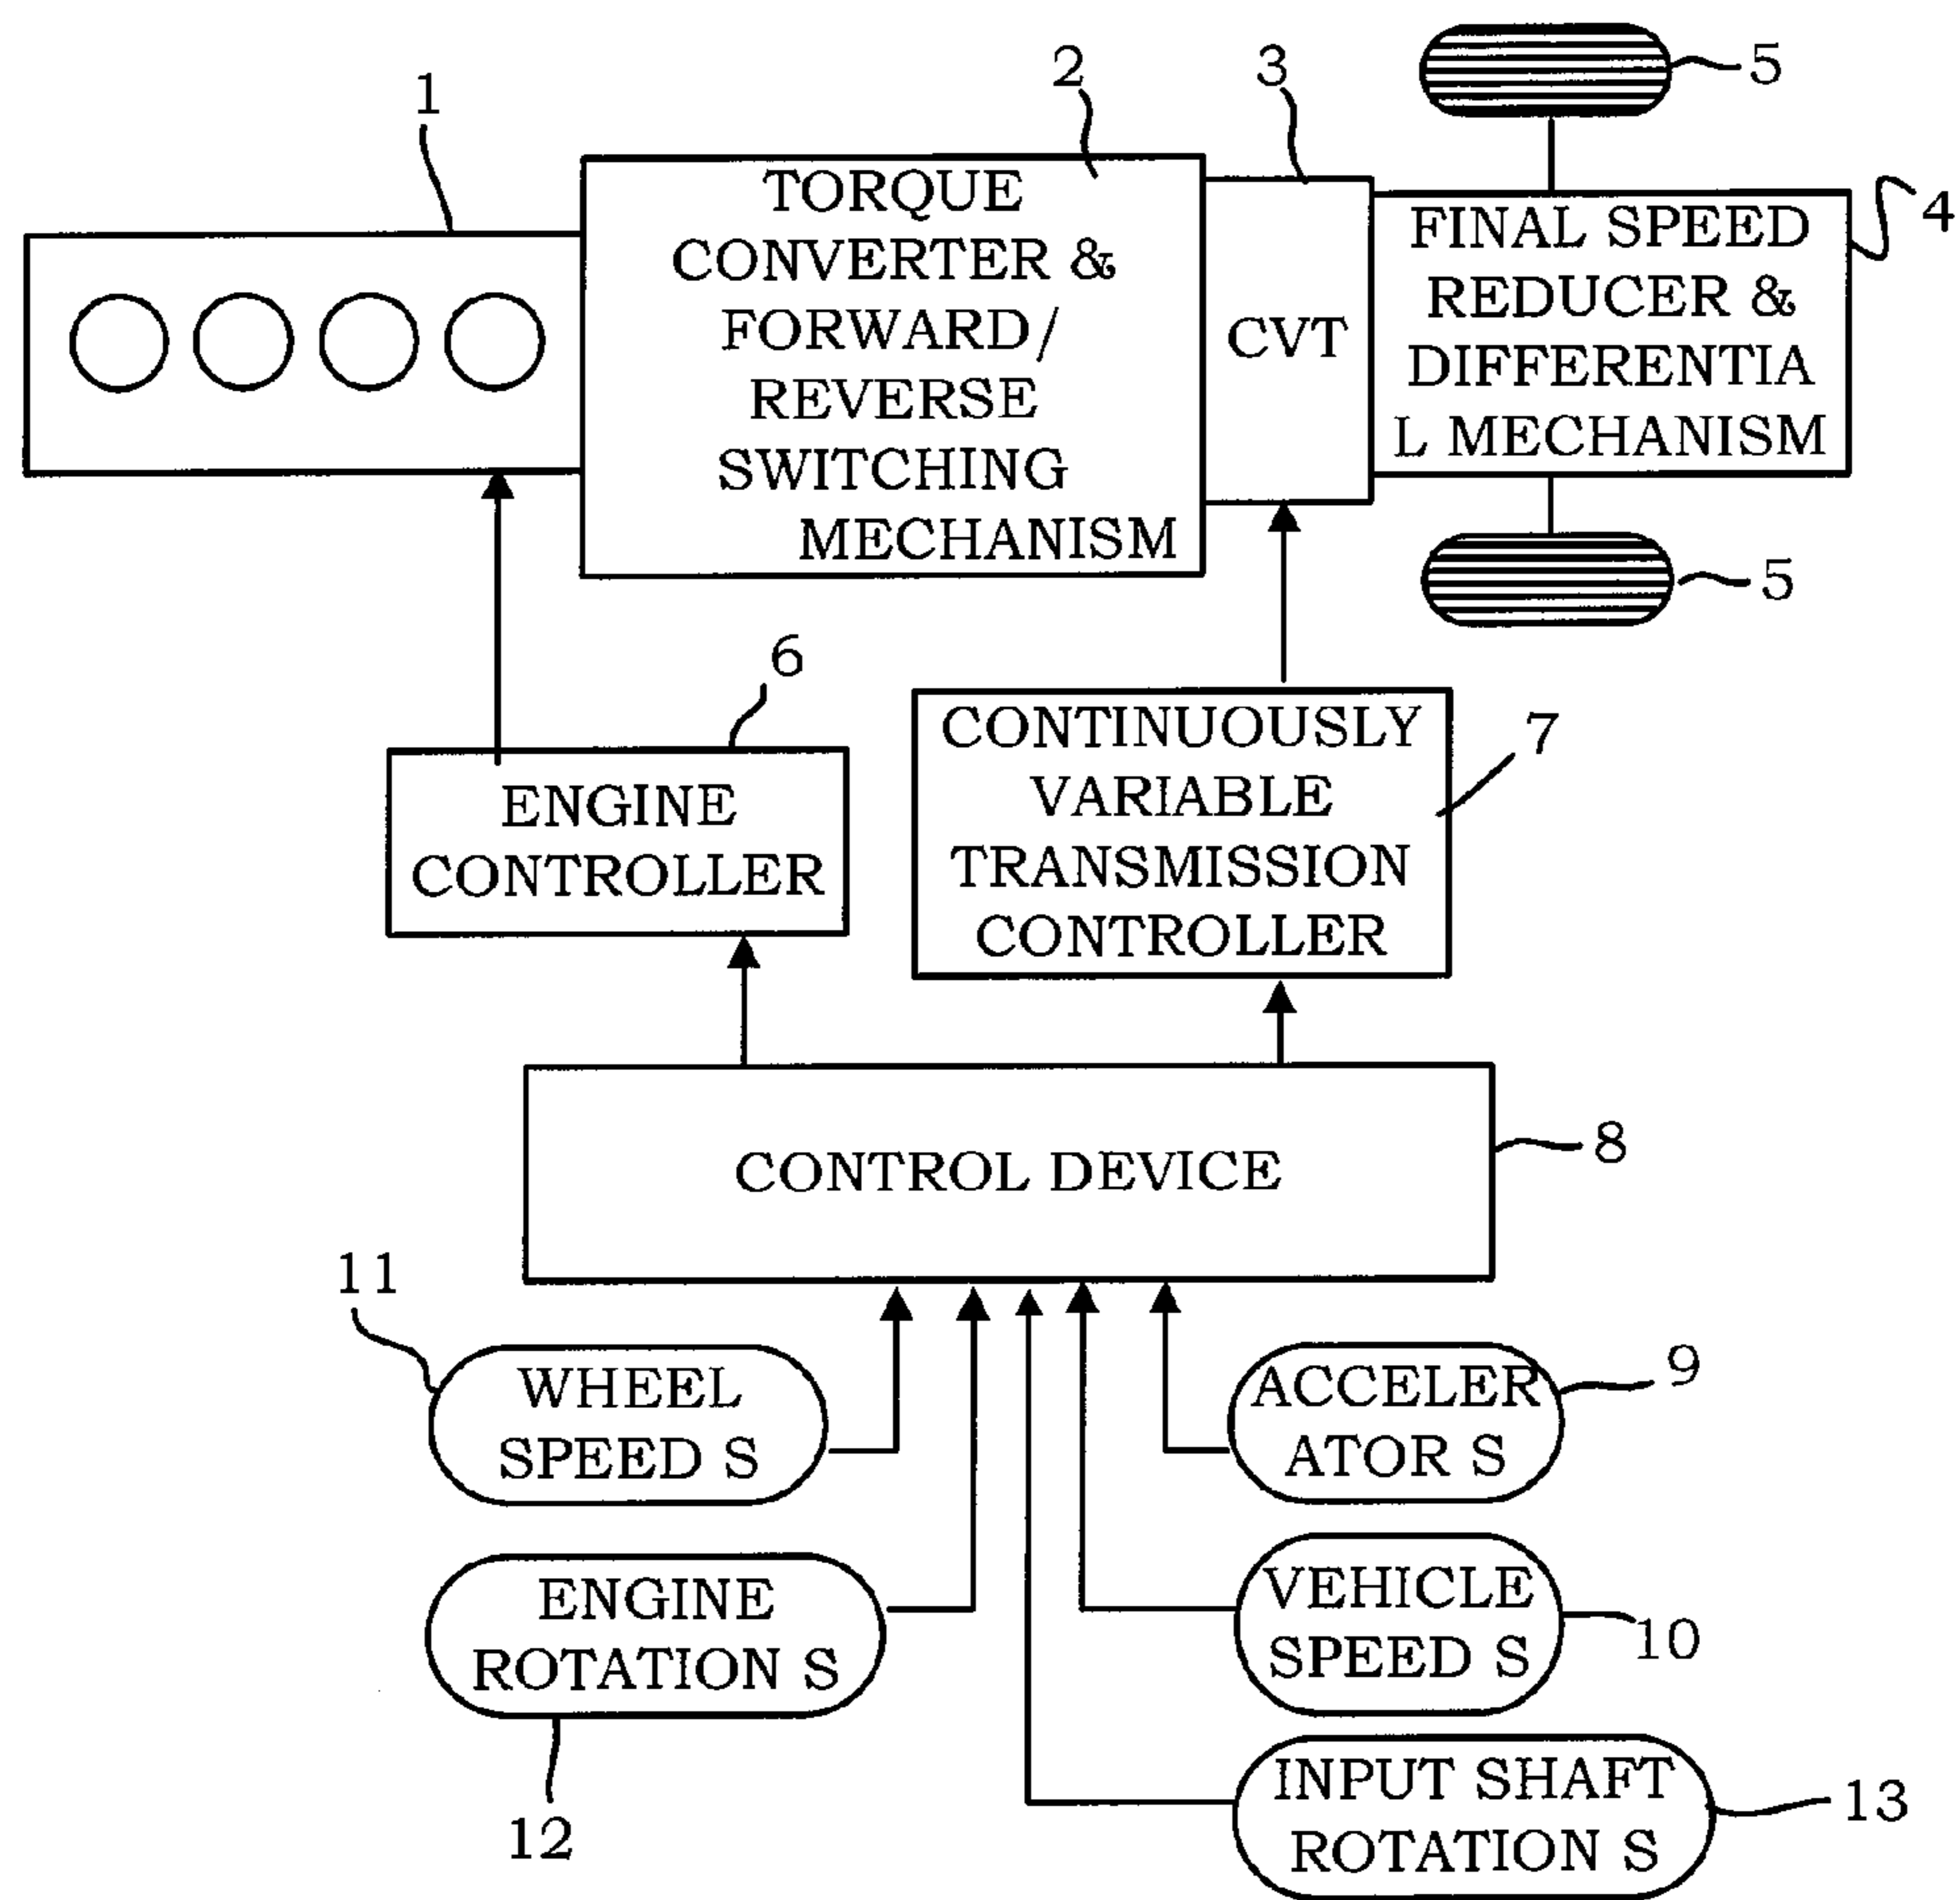 1
2
3
5
TORQUE
CONVERTER &
FORWARD/
REVERSE
SWITCHING
MECHANISM
CVT
FINAL SPEED
REDUCER &
DIFFERENTIA
L MECHANISM
4
5
6
ENGINE
CONTROLLER
CONTINUOUSLY
VARIABLE
TRANSMISSION
CONTROLLER
7
CONTROL DEVICE
8
11
WHEEL
SPEED S
ACCELER
ATOR S
9
ENGINE
ROTATION S
12
VEHICLE
SPEED S
10
INPUT SHAFT
ROTATION S
13